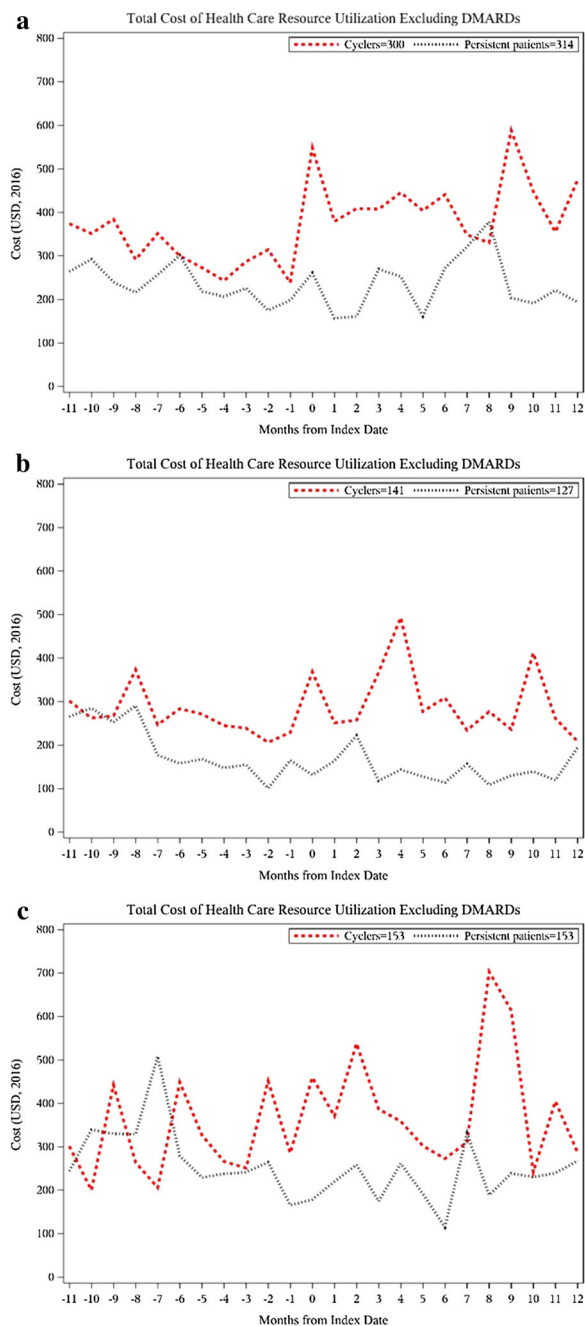 a
Total Cost of Health Care Resource Utilization Excluding DMARDs
Cyclers=300 Persistent patients=314
800
700
600
500
400
300
200
100
0
Cost (USD, 2016)
-11 -10 -9 -8 -7 -6 -5 -4 -3 -2 -1 0 1 2 3 4 5 6 7 8 9 10 11 12
Months from Index Date
b
Total Cost of Health Care Resource Utilization Excluding DMARDs
Cyclers=141 Persistent patients=127
800
700
600
500
400
300
200
100
0
Cost (USD, 2016)
-11 -10 -9 -8 -7 -6 -5 -4 -3 -2 -1 0 1 2 3 4 5 6 7 8 9 10 11 12
Months from Index Date
c
Total Cost of Health Care Resource Utilization Excluding DMARDs
Cyclers=153 Persistent patients=153
800
700
600
500
400
300
200
100
0
Cost (USD, 2016)
-11 -10 -9 -8 -7 -6 -5 -4 -3 -2 -1 0 1 2 3 4 5 6 7 8 9 10 11 12
Months from Index Date